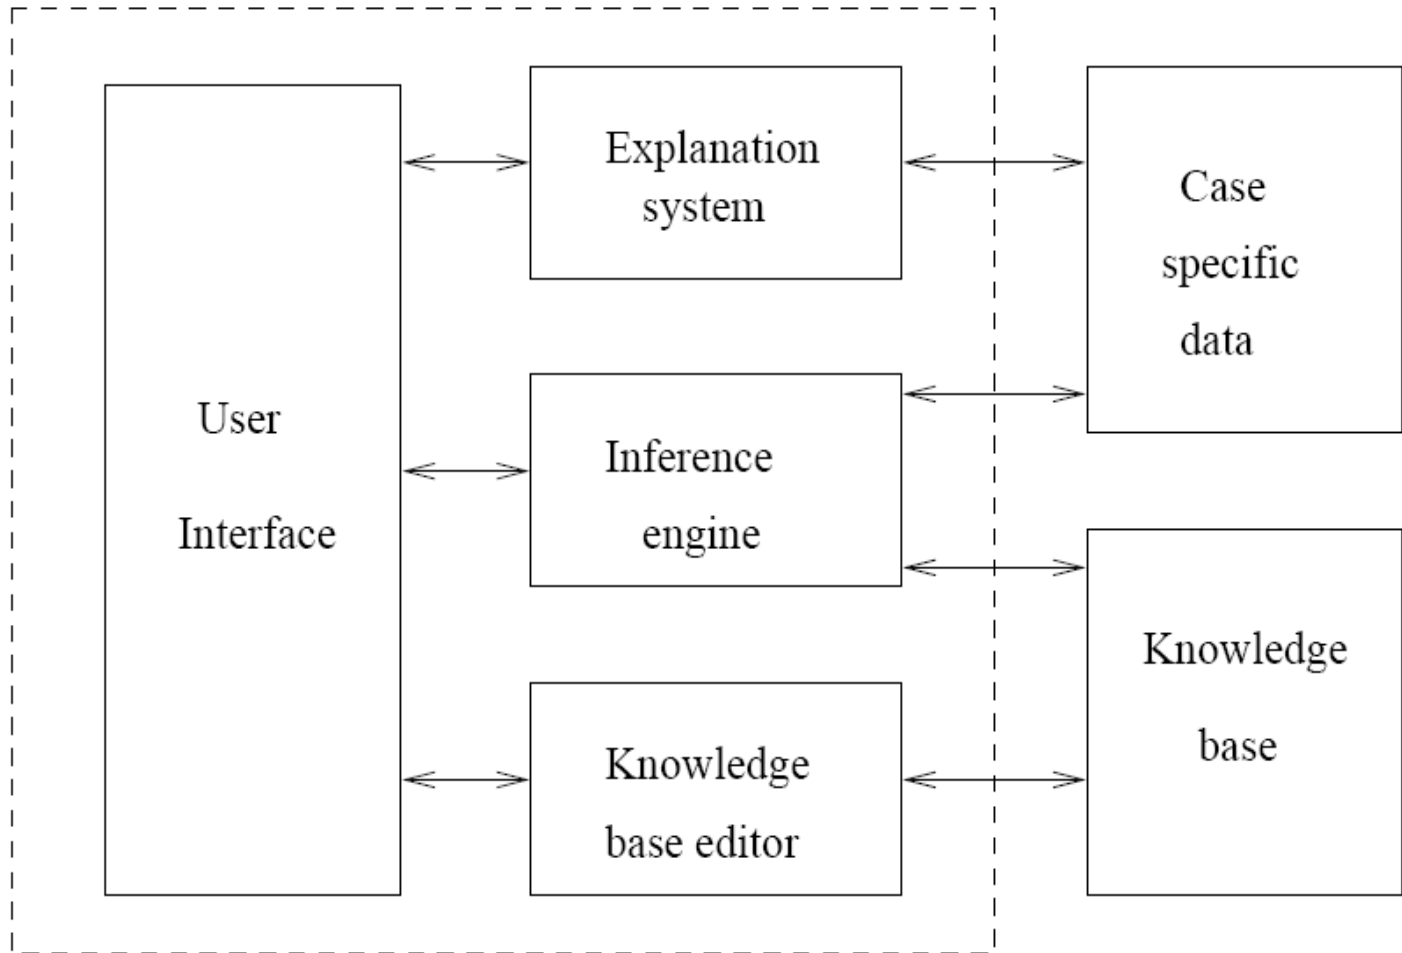 User
Interface
Explanation
system
Inference
engine
Knowledge
base editor
Case
specific
data
Knowledge
base